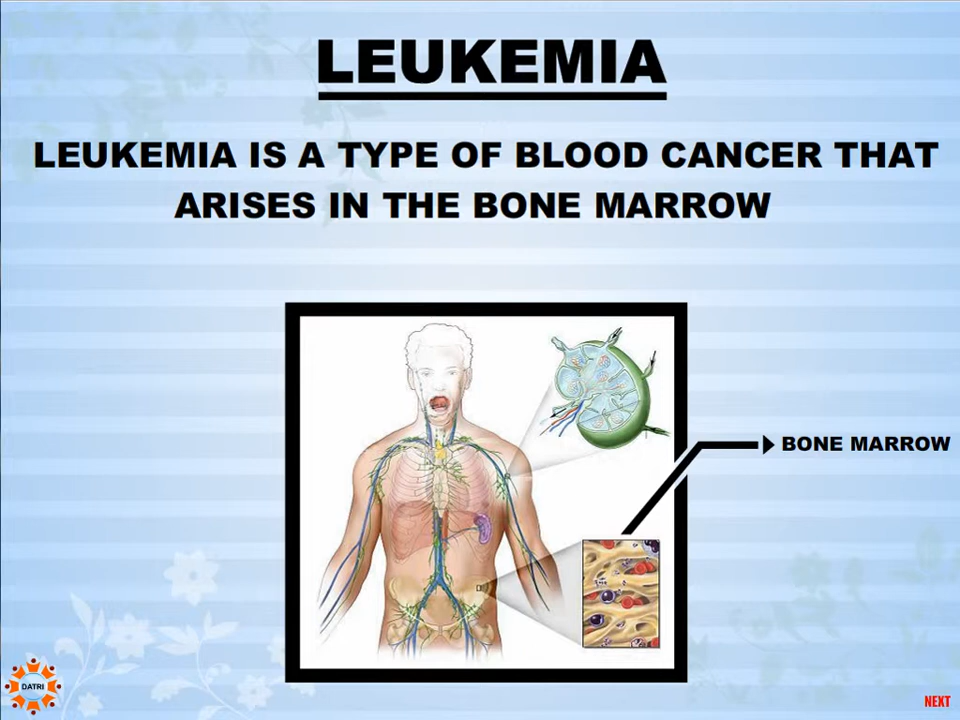 LEUKEMIA
LEUKEMIA IS A TYPE OF BLOOD CANCER THAT
ARISES IN THE BONE MARROW
BONE MARROW
DATRI
NEXT